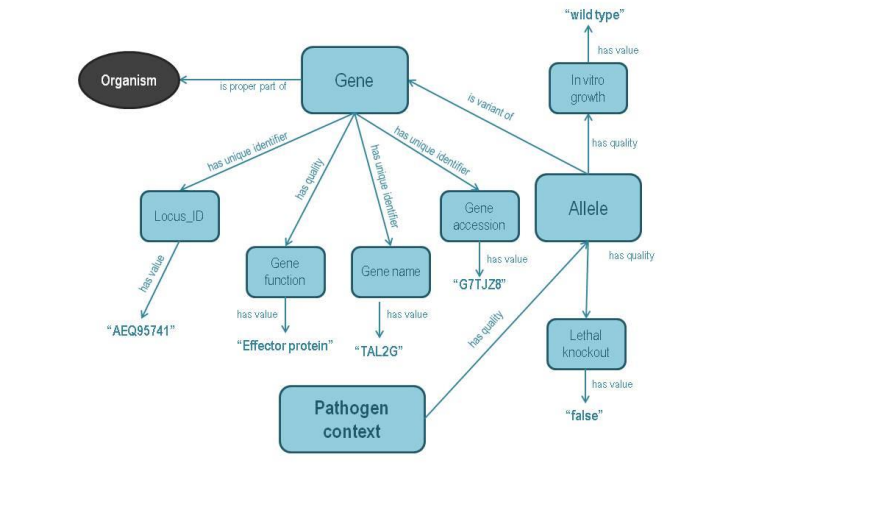 “wild type”
has value
In vitro
growth
has quality
Organism
is proper part of
Gene
is variant of
has unique identifier
has quality
has unique identifier
has unique identifier
Locus_ID
Gene
function
Gene name
Gene
accession
Allele
has value
“AEQ95741”
has value
“Effector protein”
has value
“TAL2G”
has value
“G7TJZ8”
has quality
has quality
Lethal
knockout
has value
“false”
Pathogen
context